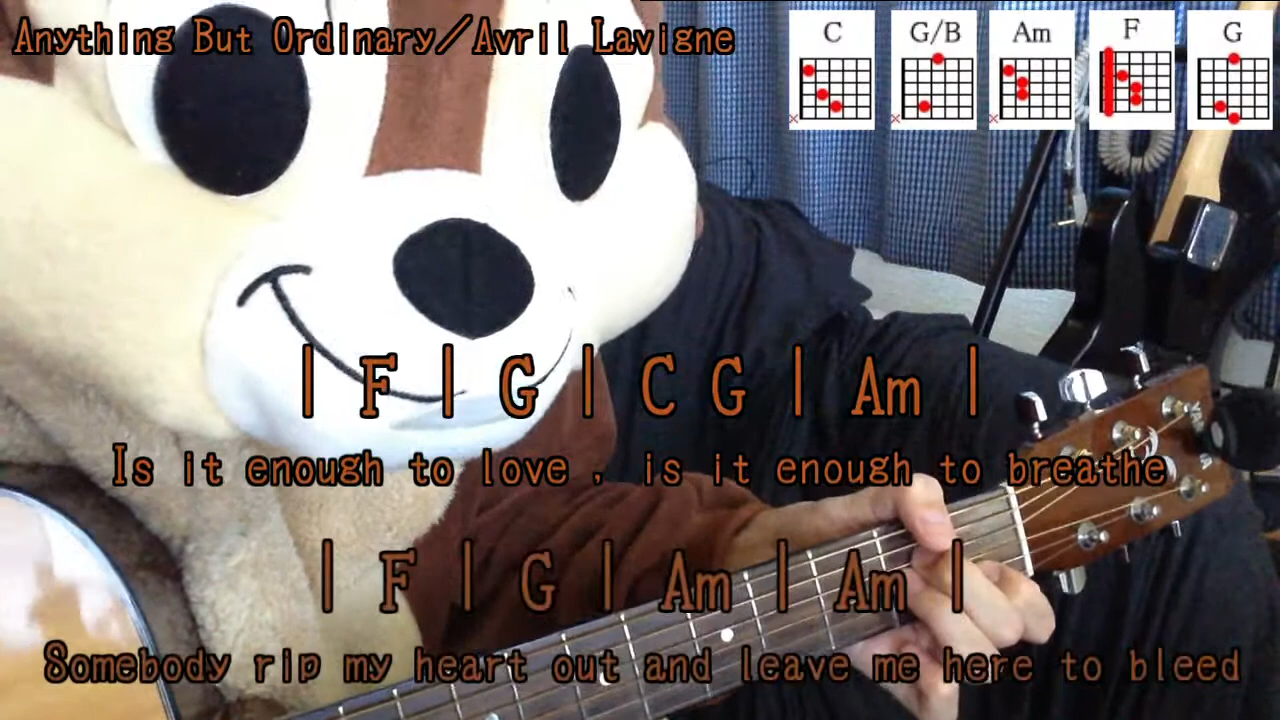 Anything But Ordinary/Avril Lavigne
C G/B Am F G
× × ×
| F | G | C G | Am |
Is it enough to love , is it enough to breathe
| F | G | Am | Am |
Somebody rip my heart out and leave me here to bleed